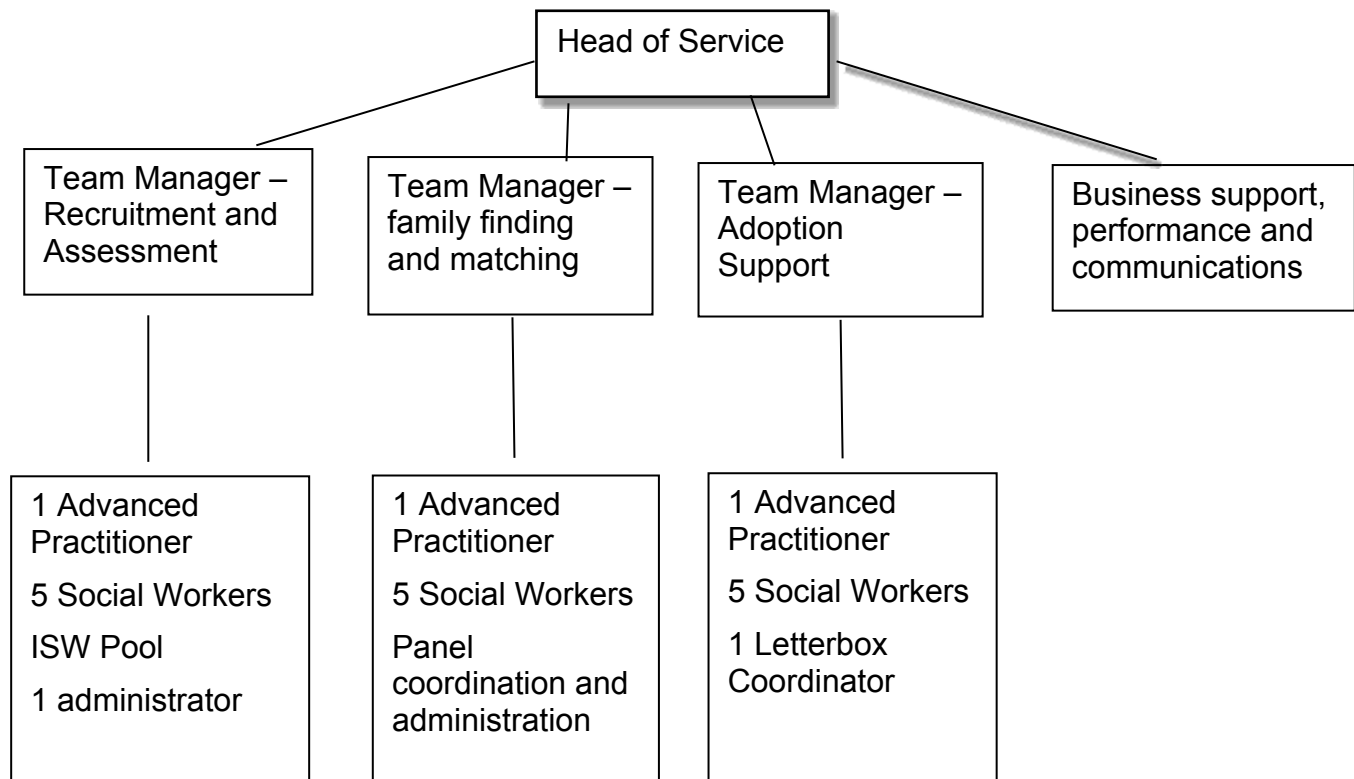 Head of Service
Team Manager –
Recruitment and
Assessment
Team Manager –
family finding
and matching
Team Manager –
Adoption
Support
Business support,
performance and
communications
1 Advanced
Practitioner
5 Social Workers
ISW Pool
1 administrator
1 Advanced
Practitioner
5 Social Workers
Panel
coordination and
administration
1 Advanced
Practitioner
5 Social Workers
1 Letterbox
Coordinator